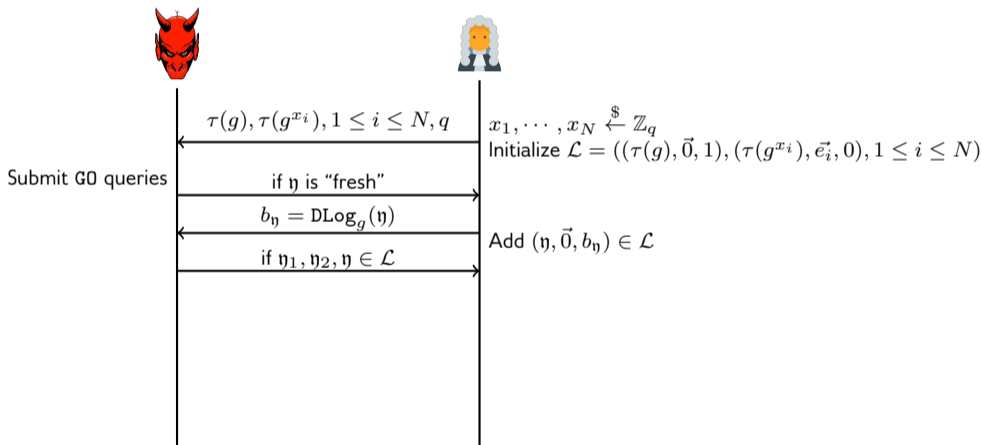 τ(g), τ(g^{x_i}), 1 ≤ i ≤ N, q
x_1, ⋯ , x_N ←$ ℤ_q
Initialize ℒ = ((τ(g), 0⃗, 1), (τ(g^{x_i}), e⃗_i, 0), 1 ≤ i ≤ N)
Submit GO queries
if 𝔶 is “fresh”
b_𝔶 = DLog_g(𝔶)
Add (𝔶, 0⃗, b_𝔶) ∈ ℒ
if 𝔶_1, 𝔶_2, 𝔶 ∈ ℒ